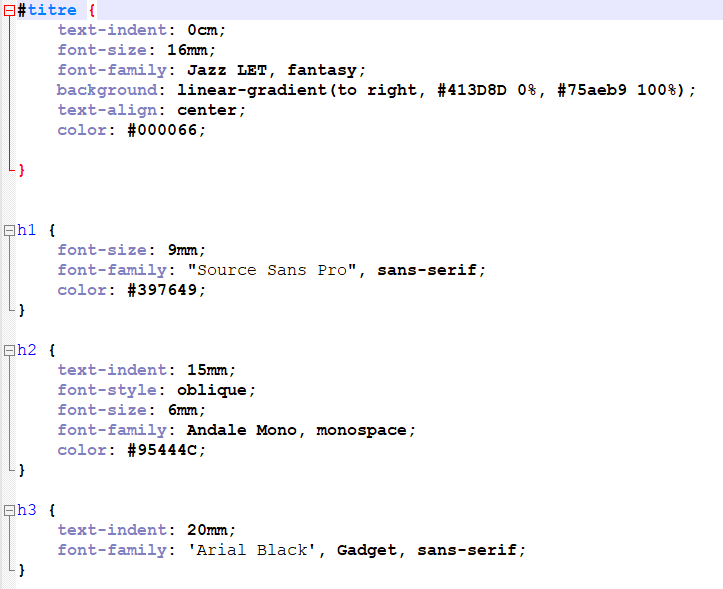 #titre {
text-indent: 0cm;
font-size: 16mm;
font-family: Jazz LET, fantasy;
background: linear-gradient(to right, #413D8D 0%, #75aeb9 100%);
text-align: center;
color: #000066;
}
h1 {
font-size: 9mm;
font-family: "Source Sans Pro", sans-serif;
color: #397649;
}
h2 {
text-indent: 15mm;
font-style: oblique;
font-size: 6mm;
font-family: Andale Mono, monospace;
color: #95444C;
}
h3 {
text-indent: 20mm;
font-family: 'Arial Black', Gadget, sans-serif;
}